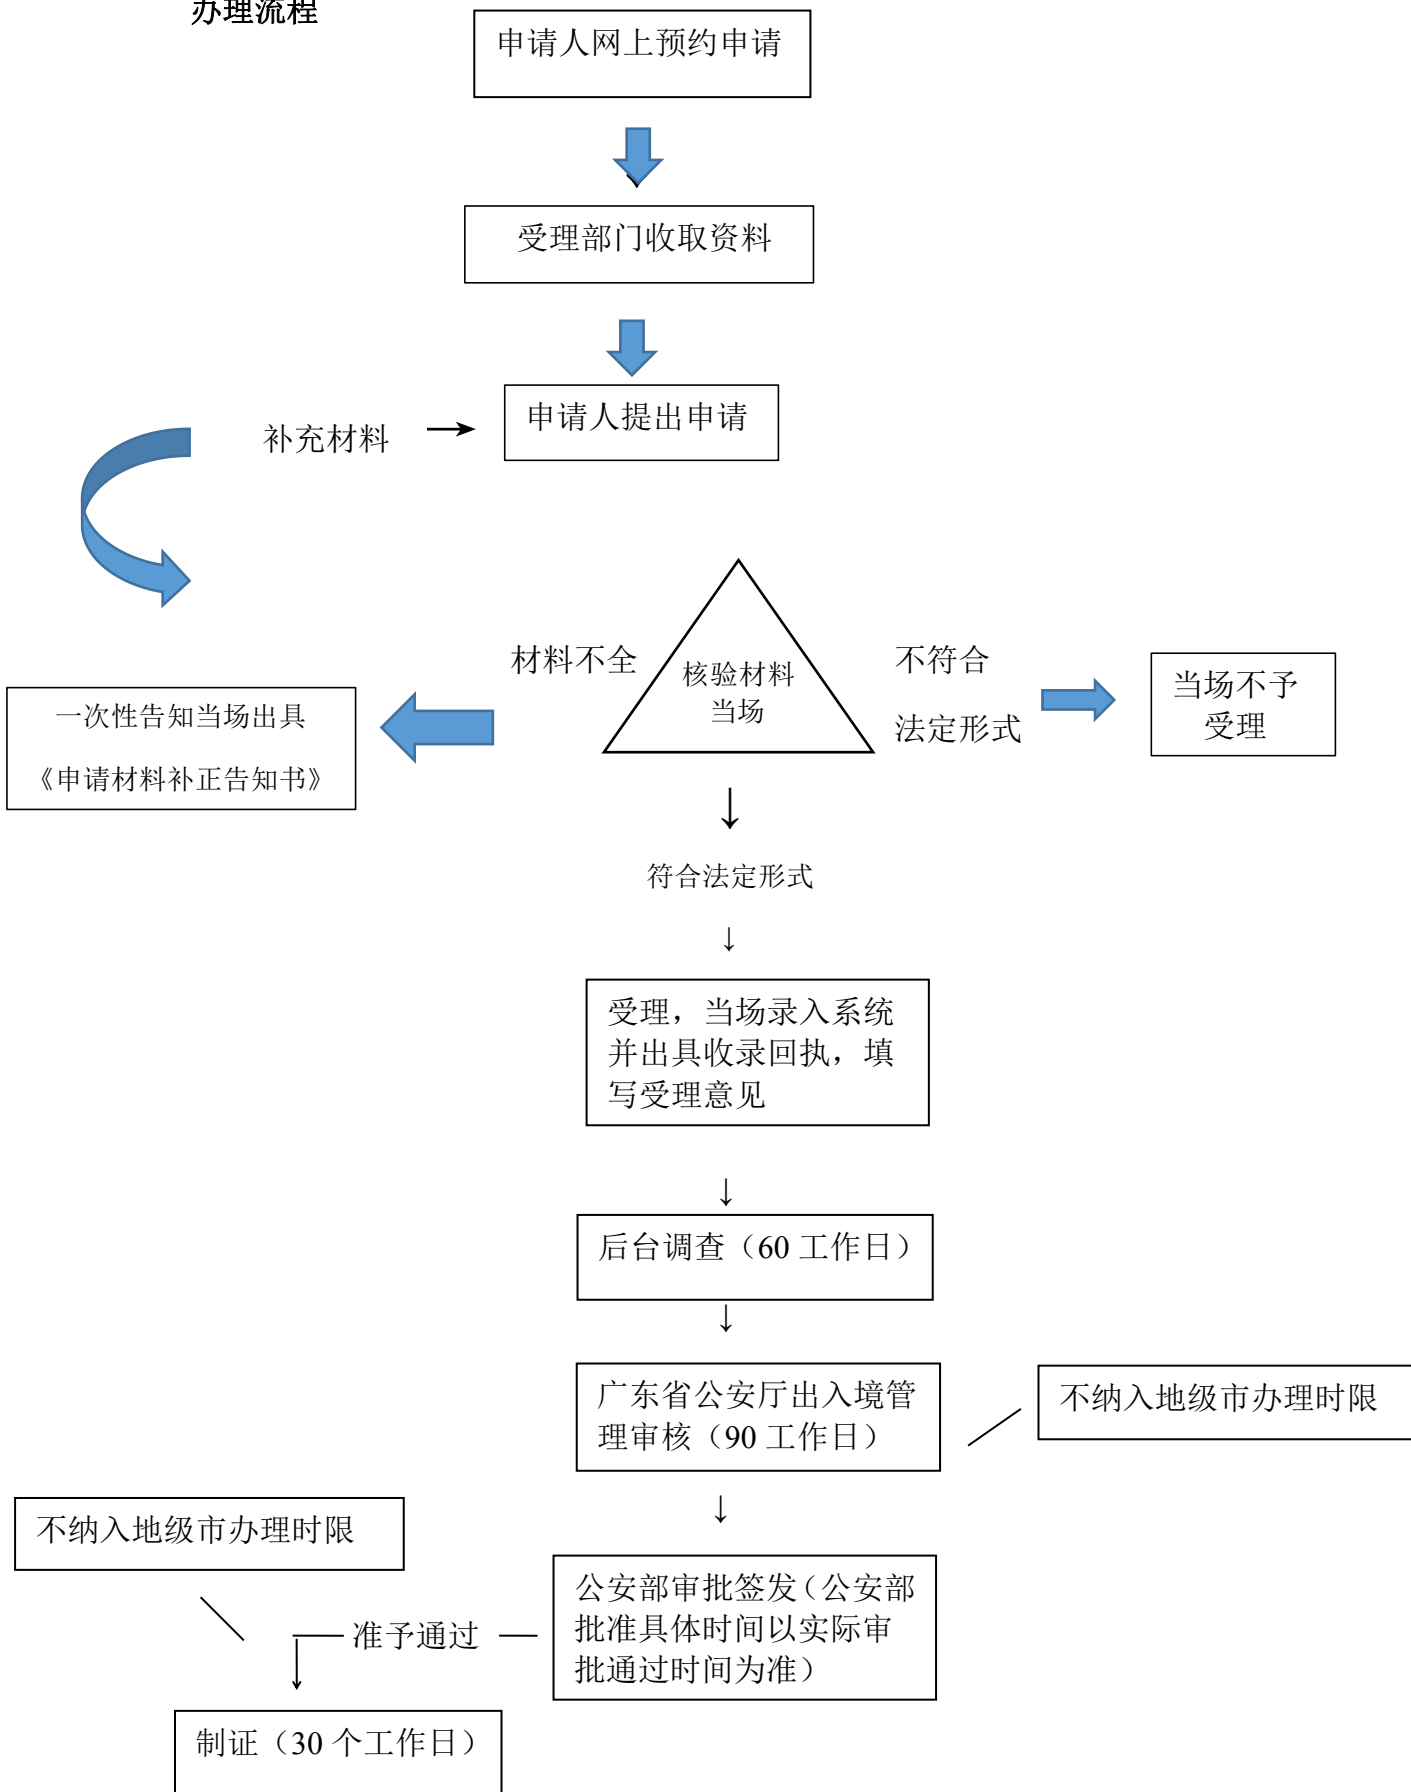 办理流程
申请人网上预约申请
受理部门收取资料
申请人提出申请
补充材料
材料不全
核验材料
当场
不符合
法定形式
当场不予
受理
一次性告知当场出具
《申请材料补正告知书》
↓
符合法定形式
↓
受理，当场录入系统
并出具收录回执，填
写受理意见
↓
后台调查（60 工作日）
↓
广东省公安厅出入境管
理审核（90 工作日）
不纳入地级市办理时限
↓
不纳入地级市办理时限
公安部审批签发（公安部
批准具体时间以实际审
批通过时间为准）
准予通过
制证（30 个工作日）